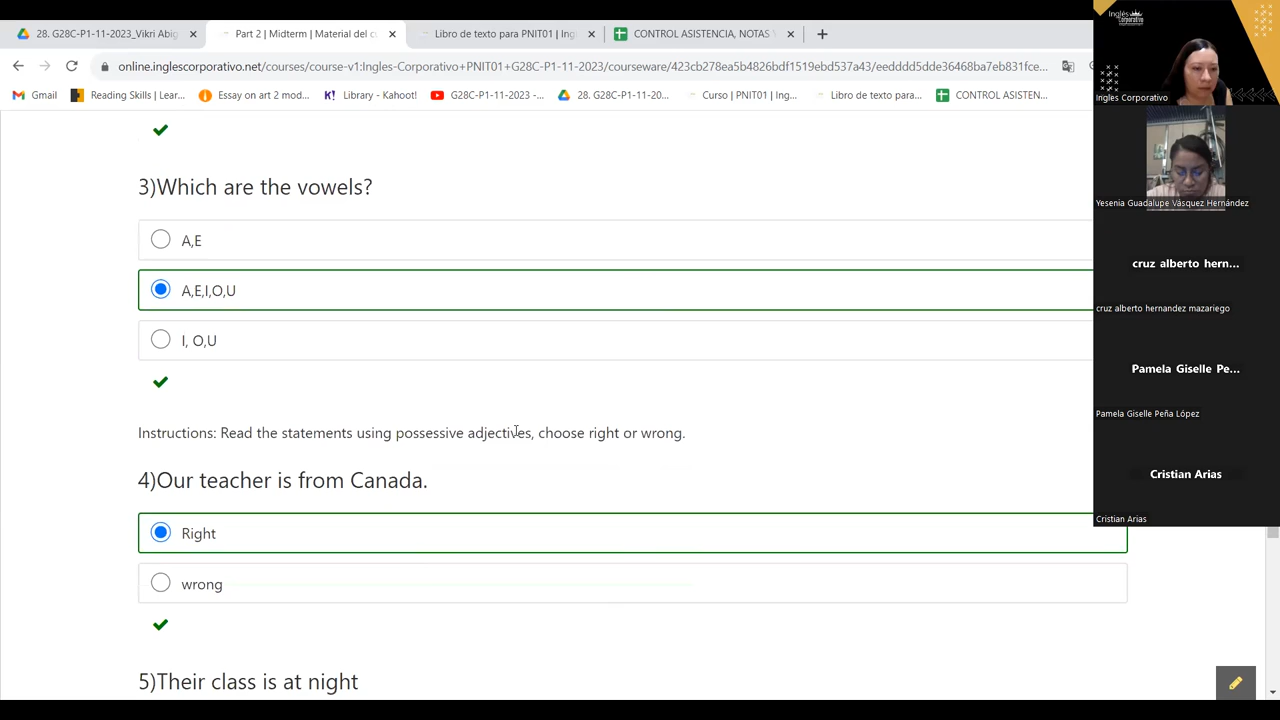 28. G28C-P1-11-2023_Vikri Abig
Part 2 | Midterm | Material del c
Libro de texto para PNIT01 | Ing
CONTROL ASISTENCIA, NOTAS
online.inglescorporativo.net/courses/course-v1:Ingles-Corporativo+PNIT01+G28C-P1-11-2023/courseware/423cb278ea5b4826bdf1519ebd537a43/eedddd5dde36468ba7eb831fce...
Gmail
Reading Skills | Lear...
Essay on art 2 mod...
Library - Kaho
G28C-P1-11-2023 -...
28. G28C-P1-11-20...
Curso | PNIT01 | Ing...
Libro de texto para...
CONTROL ASISTEN...
3)Which are the vowels?
A,E
A,E,I,O,U
I, O,U
Instructions: Read the statements using possessive adjectives, choose right or wrong.
4)Our teacher is from Canada.
Right
wrong
5)Their class is at night
Inglés
Corporativo
Ingles Corporativo
Yesenia Guadalupe Vásquez Hernández
cruz alberto hern...
cruz alberto hernandez mazariego
Pamela Giselle Pe...
Pamela Giselle Peña López
Cristian Arias
Cristian Arias